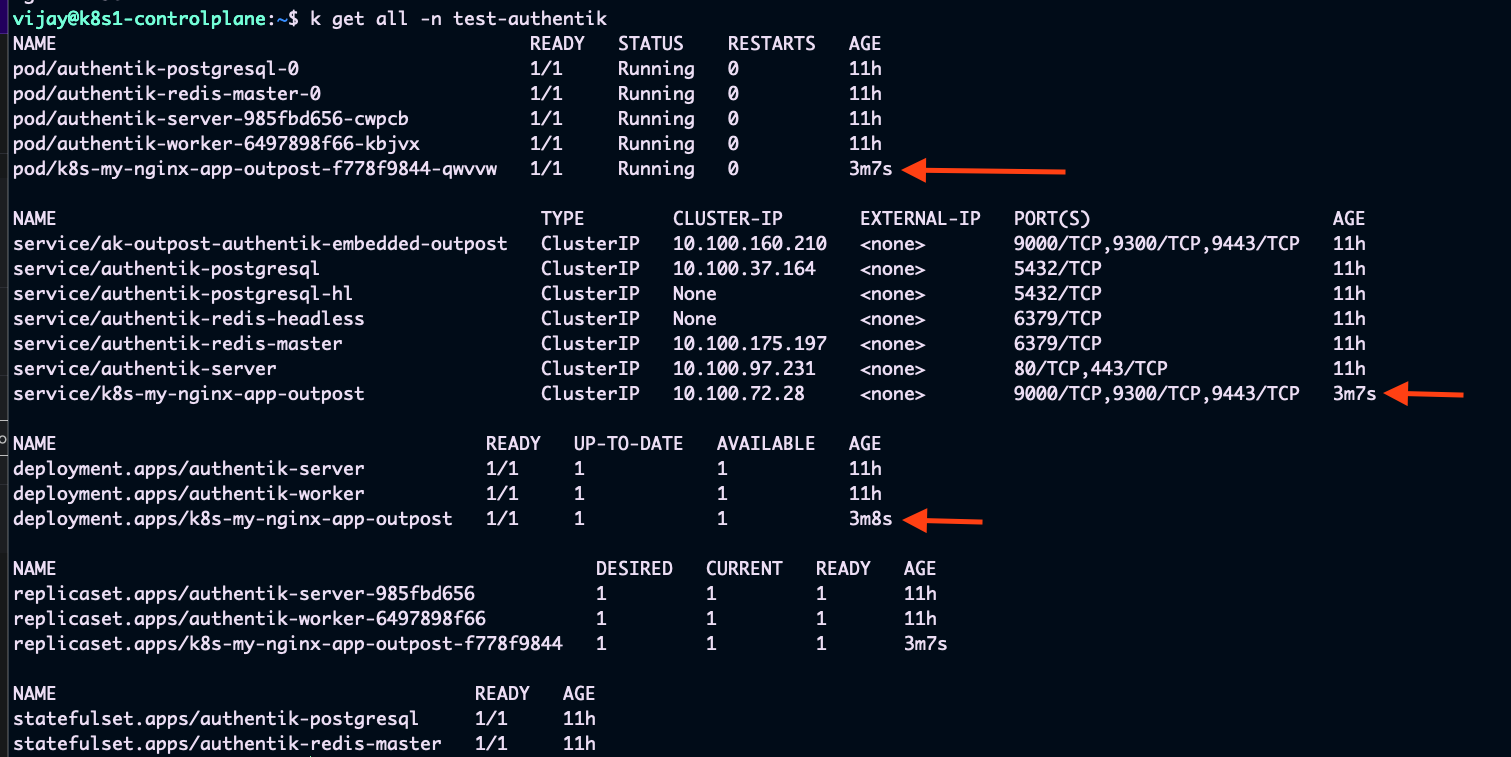 vijay@k8s1-controlplane:~$ k get all -n test-authentik
NAME READY STATUS RESTARTS AGE
pod/authentik-postgresql-0 1/1 Running 0 11h
pod/authentik-redis-master-0 1/1 Running 0 11h
pod/authentik-server-985fbd656-cwpcb 1/1 Running 0 11h
pod/authentik-worker-6497898f66-kbjvx 1/1 Running 0 11h
pod/k8s-my-nginx-app-outpost-f778f9844-qwvvw 1/1 Running 0 3m7s
NAME TYPE CLUSTER-IP EXTERNAL-IP PORT(S) AGE
service/ak-outpost-authentik-embedded-outpost ClusterIP 10.100.160.210 <none> 9000/TCP,9300/TCP,9443/TCP 11h
service/authentik-postgresql ClusterIP 10.100.37.164 <none> 5432/TCP 11h
service/authentik-postgresql-hl ClusterIP None <none> 5432/TCP 11h
service/authentik-redis-headless ClusterIP None <none> 6379/TCP 11h
service/authentik-redis-master ClusterIP 10.100.175.197 <none> 6379/TCP 11h
service/authentik-server ClusterIP 10.100.97.231 <none> 80/TCP,443/TCP 11h
service/k8s-my-nginx-app-outpost ClusterIP 10.100.72.28 <none> 9000/TCP,9300/TCP,9443/TCP 3m7s
NAME READY UP-TO-DATE AVAILABLE AGE
deployment.apps/authentik-server 1/1 1 1 11h
deployment.apps/authentik-worker 1/1 1 1 11h
deployment.apps/k8s-my-nginx-app-outpost 1/1 1 1 3m8s
NAME DESIRED CURRENT READY AGE
replicaset.apps/authentik-server-985fbd656 1 1 1 11h
replicaset.apps/authentik-worker-6497898f66 1 1 1 11h
replicaset.apps/k8s-my-nginx-app-outpost-f778f9844 1 1 1 3m7s
NAME READY AGE
statefulset.apps/authentik-postgresql 1/1 11h
statefulset.apps/authentik-redis-master 1/1 11h